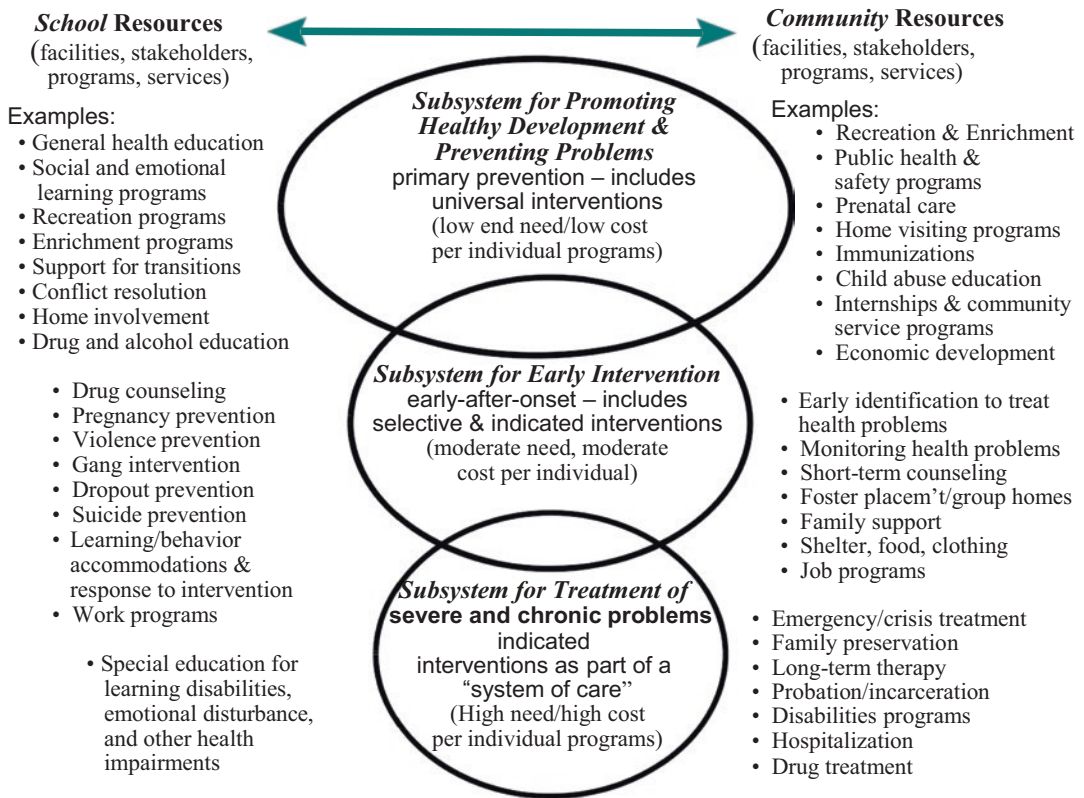 School Resources
(facilities, stakeholders,
programs, services)
Examples:
• General health education
• Social and emotional
learning programs
• Recreation programs
• Enrichment programs
• Support for transitions
• Conflict resolution
• Home involvement
• Drug and alcohol education
• Drug counseling
• Pregnancy prevention
• Violence prevention
• Gang intervention
• Dropout prevention
• Suicide prevention
• Learning/behavior
accommodations &
response to intervention
• Work programs
• Special education for
learning disabilities,
emotional disturbance,
and other health
impairments
Subsystem for Promoting
Healthy Development &
Preventing Problems
primary prevention – includes
universal interventions
(low end need/low cost
per individual programs)
Subsystem for Early Intervention
early-after-onset – includes
selective & indicated interventions
(moderate need, moderate
cost per individual)
Subsystem for Treatment of
severe and chronic problems
indicated
interventions as part of a
“system of care”
(High need/high cost
per individual programs)
Community Resources
(facilities, stakeholders,
programs, services)
Examples:
• Recreation & Enrichment
• Public health &
safety programs
• Prenatal care
• Home visiting programs
• Immunizations
• Child abuse education
• Internships & community
service programs
• Economic development
• Early identification to treat
health problems
• Monitoring health problems
• Short-term counseling
• Foster placem’t/group homes
• Family support
• Shelter, food, clothing
• Job programs
• Emergency/crisis treatment
• Family preservation
• Long-term therapy
• Probation/incarceration
• Disabilities programs
• Hospitalization
• Drug treatment